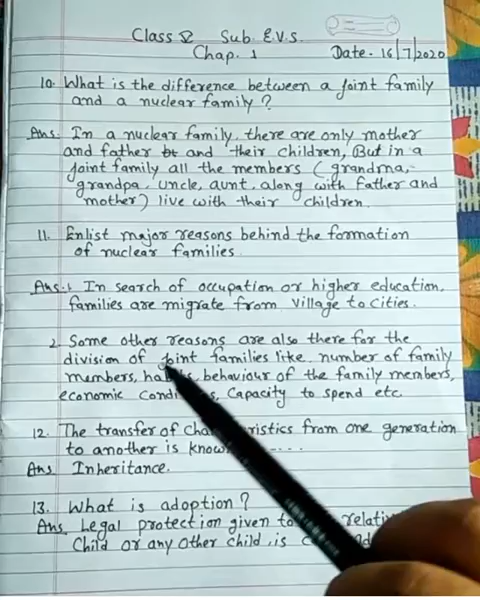 Class V Sub. E.V.S.
Chap. 1 Date. 16/7/2020
10. What is the difference between a joint family
and a nuclear family?
Ans. In a nuclear family, there are only mother
and father and their children, But in a
joint family all the members (grandma,
grandpa, uncle, aunt, along with father and
mother) live with their children.
11. Enlist major reasons behind the formation
of nuclear families.
Ans:1. In search of occupation or higher education,
families are migrate from village to cities.
2. Some other reasons are also there for the
division of joint families like, number of family
members, behaviour of the family members,
economic Capacity to spend etc.
12. The transfer of from one generation
to another is ....
Ans Inheritance.
13. What is adoption?
Ans. Legal protection given
Child or any other child, is